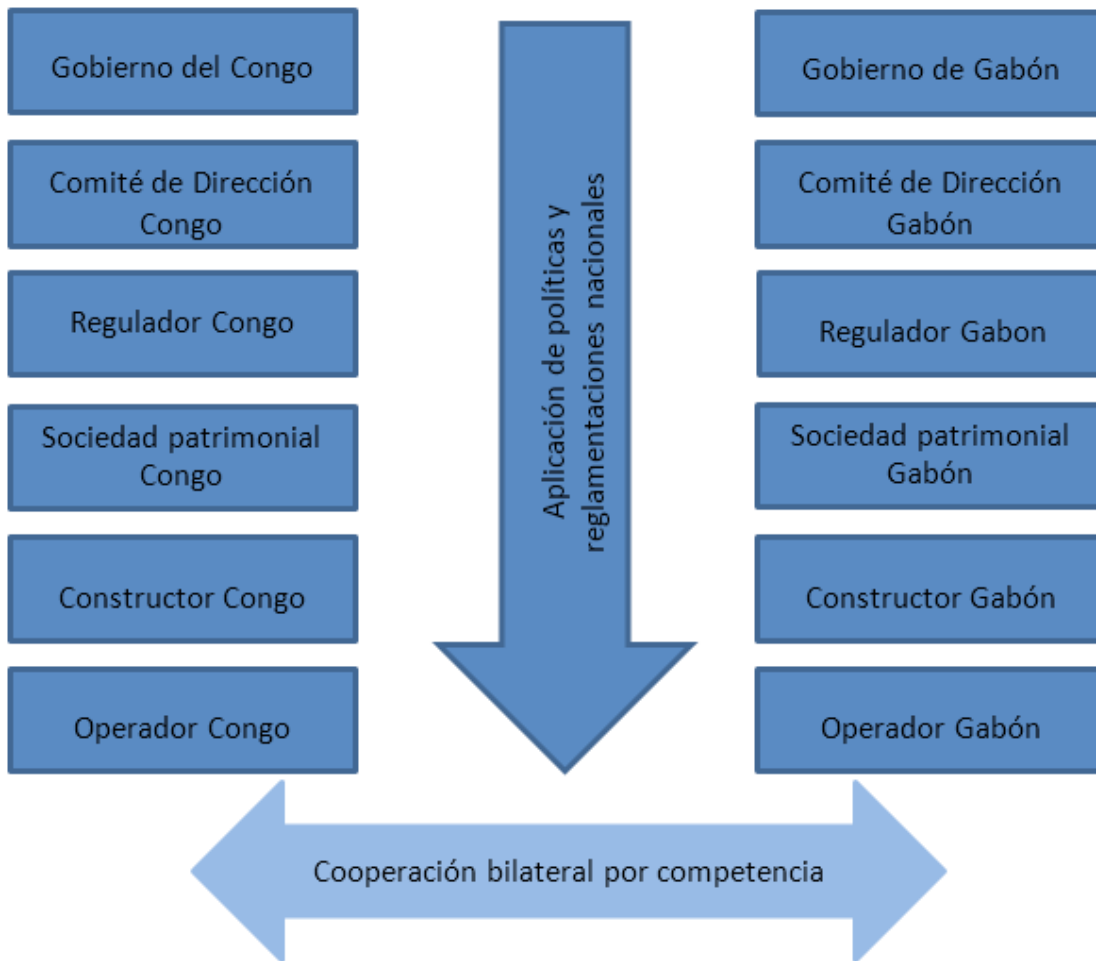 Gobierno del Congo
Comité de Dirección
Congo
Regulador Congo
Sociedad patrimonial
Congo
Constructor Congo
Operador Congo
Aplicación de políticas y
reglamentaciones nacionales
Gobierno de Gabón
Comité de Dirección
Gabón
Regulador Gabon
Sociedad patrimonial
Gabón
Constructor Gabón
Operador Gabón
Cooperación bilateral por competencia